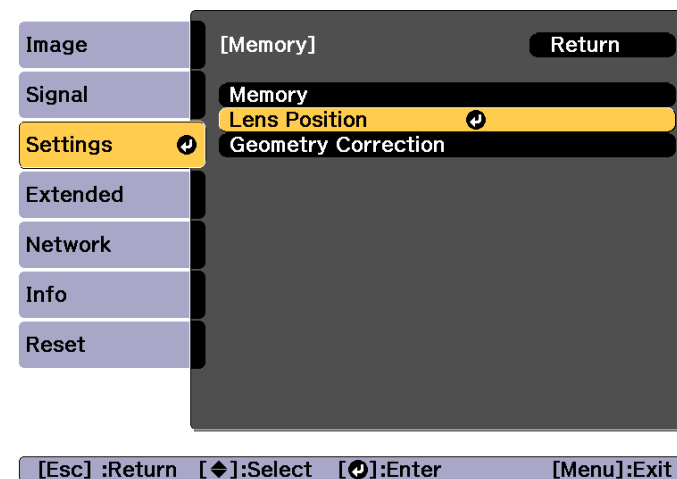 Image
Signal
Settings
Extended
Network
Info
Reset
[Memory]
Return
Memory
Lens Position
Geometry Correction
[Esc] :Return [◆]:Select [↵]:Enter [Menu]:Exit